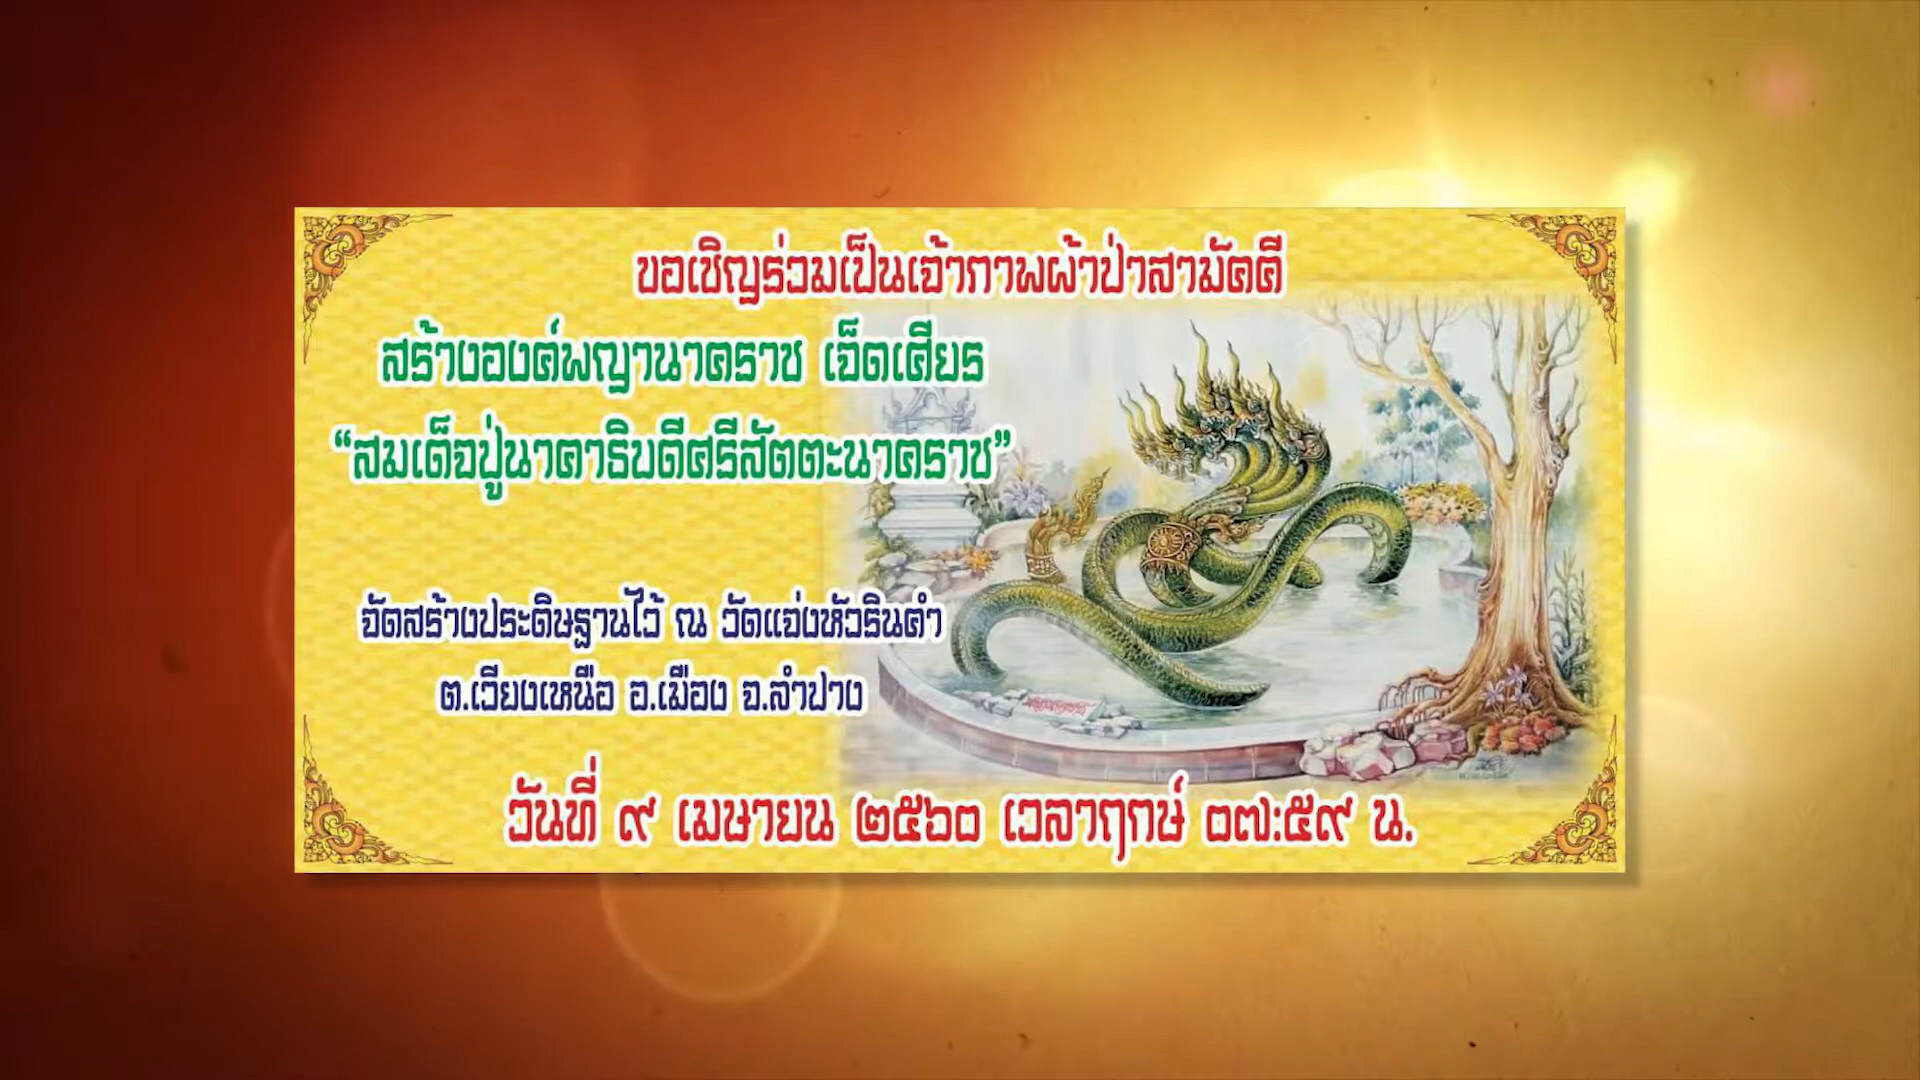 ขอเชิญร่วมเป็นเจ้าภาพผ้าป่าสามัคคี
สร้างองค์พญานาคราช เจ็ดเศียร
“สมเด็จปู่นาคาธิบดีศรีสัตตะนาคราช”
จัดสร้างประดิษฐานไว้ ณ วัดแจ่งหัวรินคำ
ต.เวียงเหนือ อ.เมือง จ.ลำปาง
วันที่ ๙ เมษายน ๒๕๖๐ เวลาฤกษ์ ๐๗:๕๙ น.